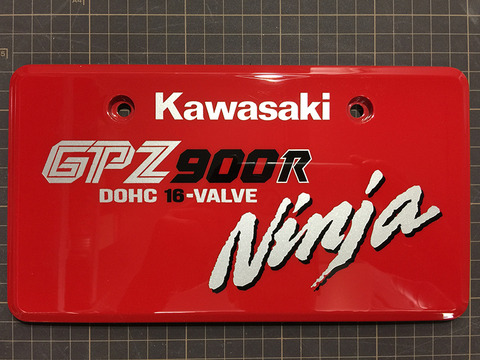 Kawasaki
GPZ900R
DOHC 16-VALVE
Ninja